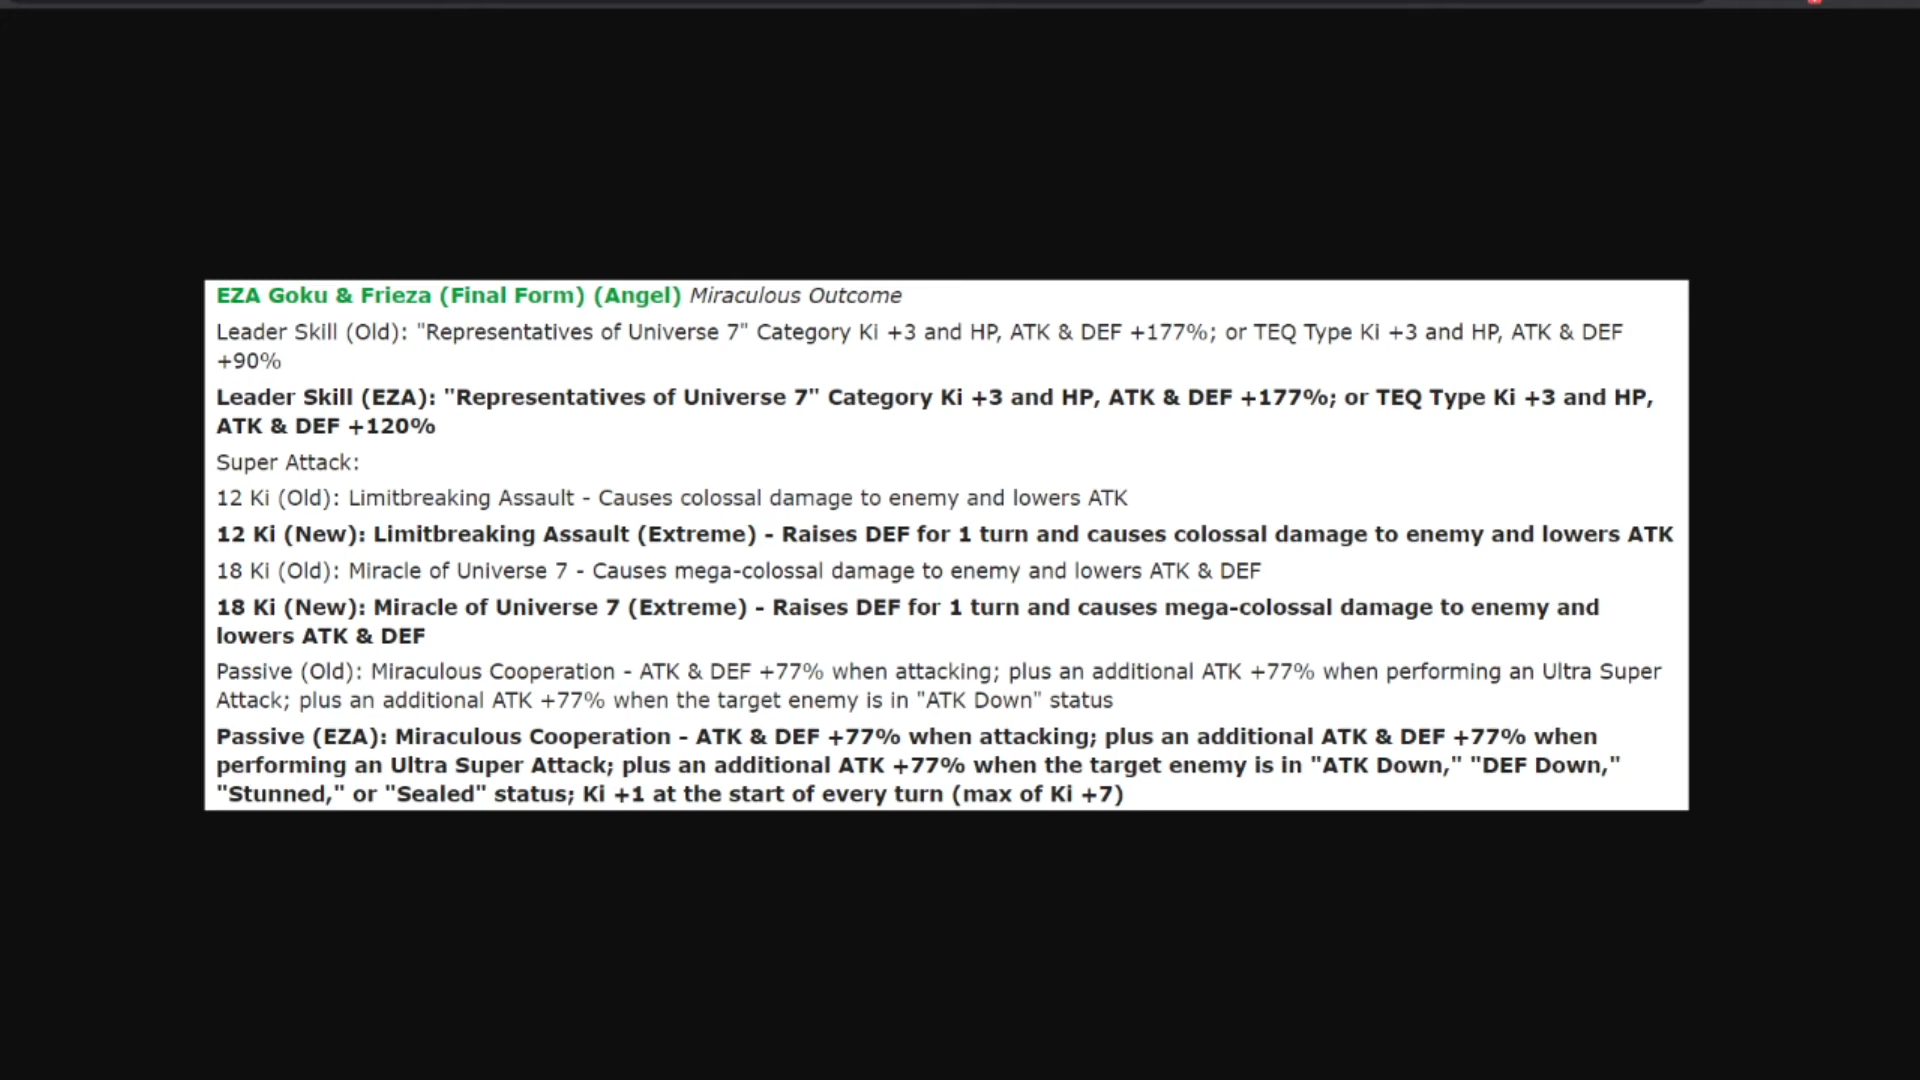 EZA Goku & Frieza (Final Form) (Angel) Miraculous Outcome
Leader Skill (Old): "Representatives of Universe 7" Category Ki +3 and HP, ATK & DEF +177%; or TEQ Type Ki +3 and HP, ATK & DEF
+90%
Leader Skill (EZA): "Representatives of Universe 7" Category Ki +3 and HP, ATK & DEF +177%; or TEQ Type Ki +3 and HP,
ATK & DEF +120%
Super Attack:
12 Ki (Old): Limitbreaking Assault - Causes colossal damage to enemy and lowers ATK
12 Ki (New): Limitbreaking Assault (Extreme) - Raises DEF for 1 turn and causes colossal damage to enemy and lowers ATK
18 Ki (Old): Miracle of Universe 7 - Causes mega-colossal damage to enemy and lowers ATK & DEF
18 Ki (New): Miracle of Universe 7 (Extreme) - Raises DEF for 1 turn and causes mega-colossal damage to enemy and
lowers ATK & DEF
Passive (Old): Miraculous Cooperation - ATK & DEF +77% when attacking; plus an additional ATK +77% when performing an Ultra Super
Attack; plus an additional ATK +77% when the target enemy is in "ATK Down" status
Passive (EZA): Miraculous Cooperation - ATK & DEF +77% when attacking; plus an additional ATK & DEF +77% when
performing an Ultra Super Attack; plus an additional ATK +77% when the target enemy is in "ATK Down," "DEF Down,"
"Stunned," or "Sealed" status; Ki +1 at the start of every turn (max of Ki +7)